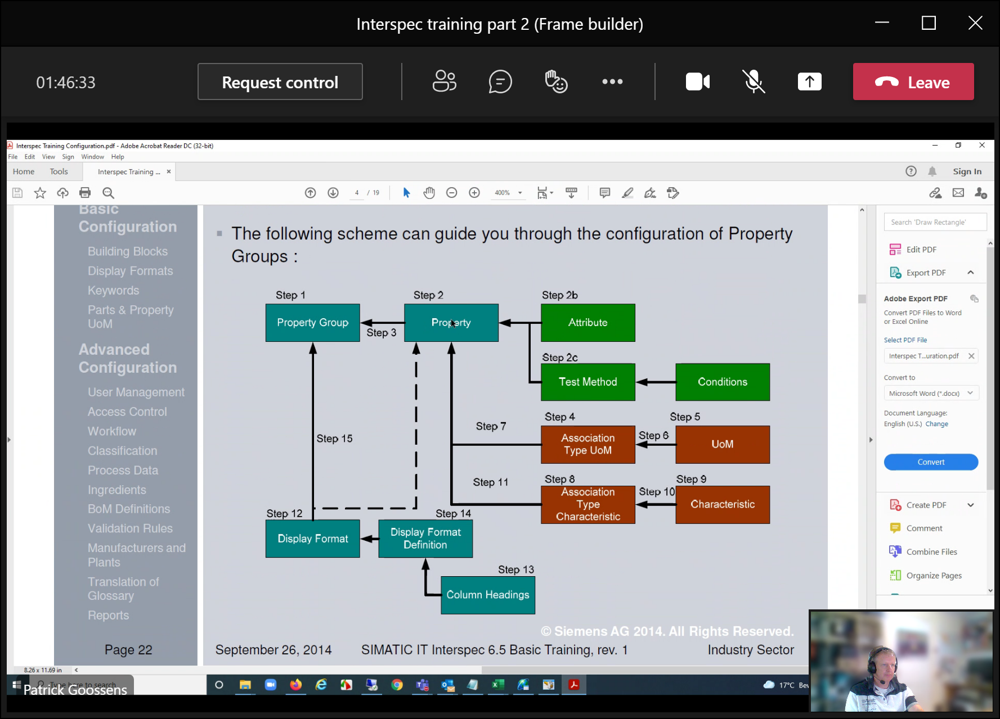 Interspec training part 2 (Frame builder)
01:46:33
Request control
Leave
Interspec Training Configuration.pdf - Adobe Acrobat Reader DC (32-bit)
File Edit View Sign Window Help
Home Tools Interspec Training ... × Sign In
4 / 19 400%
Basic
Configuration
Building Blocks
Display Formats
Keywords
Parts & Property
UoM
Advanced
Configuration
User Management
Access Control
Workflow
Classification
Process Data
Ingredients
BoM Definitions
Validation Rules
Manufacturers and
Plants
Translation of
Glossary
Reports
Page 22
The following scheme can guide you through the configuration of Property
Groups :
Step 1
Property Group
Step 2
Property
Step 3
Step 2b
Attribute
Step 2c
Test Method
Conditions
Step 4
Association
Type UoM
Step 5
UoM
Step 6
Step 7
Step 8
Association
Type
Characteristic
Step 9
Characteristic
Step 10
Step 11
Step 15
Step 12
Display Format
Step 14
Display Format
Definition
Step 13
Column Headings
© Siemens AG 2014. All Rights Reserved.
September 26, 2014 SIMATIC IT Interspec 6.5 Basic Training, rev. 1 Industry Sector
Search 'Draw Rectangle'
Edit PDF
Export PDF
Adobe Export PDF
Convert PDF Files to Word
or Excel Online
Select PDF File
Interspec T...uration.pdf
Convert to
Microsoft Word (*.docx)
Document Language:
English (U.S.) Change
Convert
Create PDF
Comment
Combine Files
Organize Pages
8.26 x 11.69 in
Type here to search
Patrick Goossens
17°C Bew